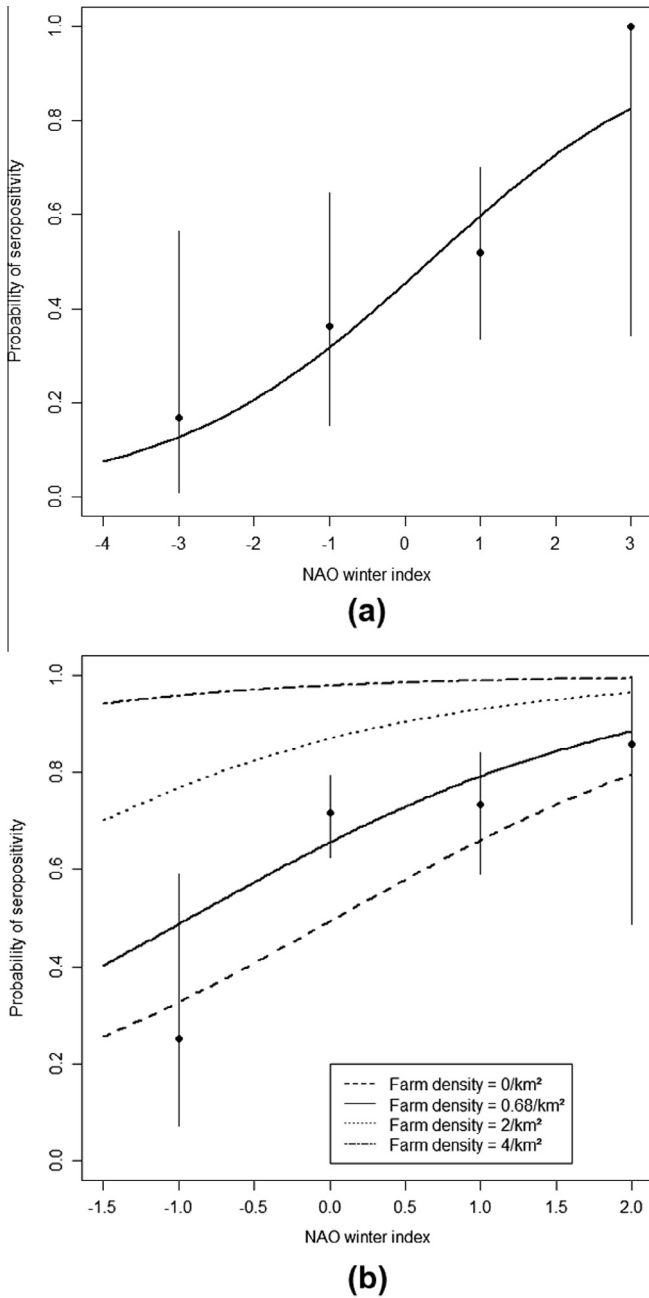 Probability of seropositivity
1.0
0.8
0.6
0.4
0.2
0.0
-4 -3 -2 -1 0 1 2 3
NAO winter index
(a)
Probability of seropositivity
1.0
0.8
0.6
0.4
0.2
0.0
Farm density = 0/km²
Farm density = 0.68/km²
Farm density = 2/km²
Farm density = 4/km²
-1.5 -1.0 -0.5 0.0 0.5 1.0 1.5 2.0
NAO winter index
(b)